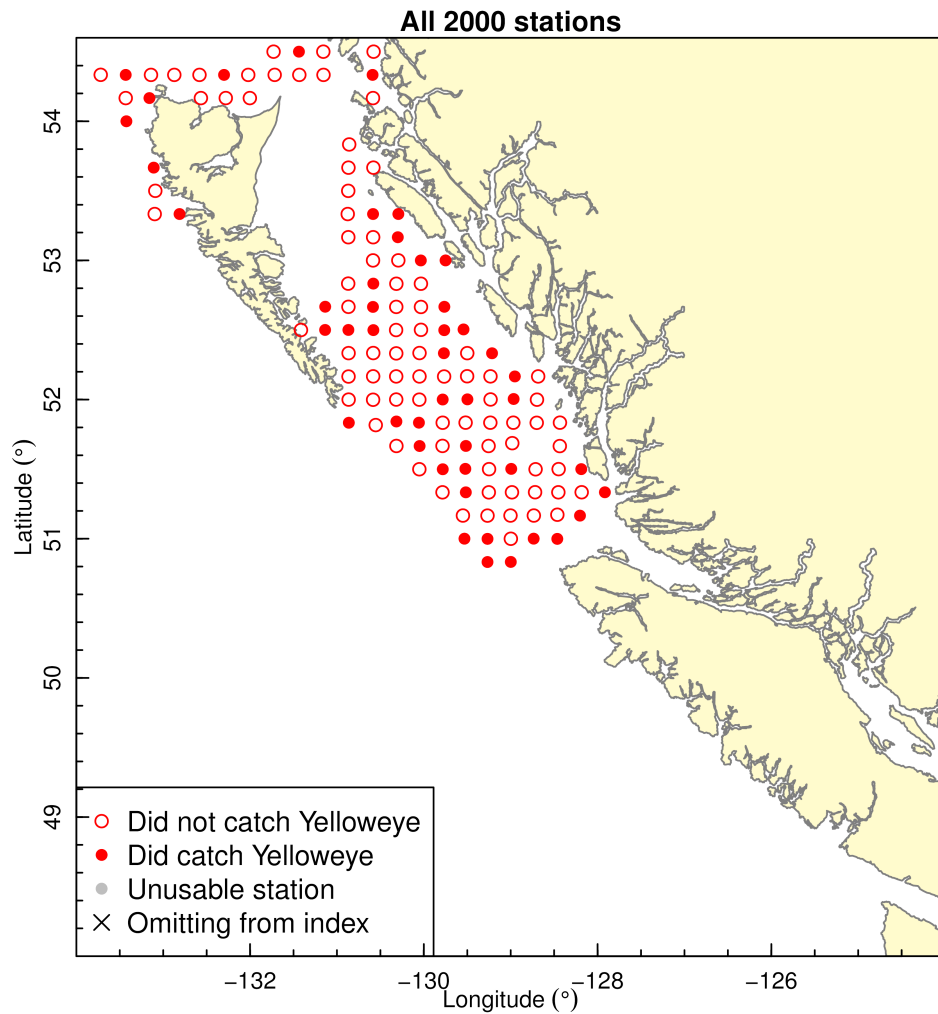 All 2000 stations
54
53
52
51
50
49
Latitude (°)
Did not catch Yelloweye
Did catch Yelloweye
Unusable station
Omitting from index
−132
−130
−128
−126
Longitude (°)